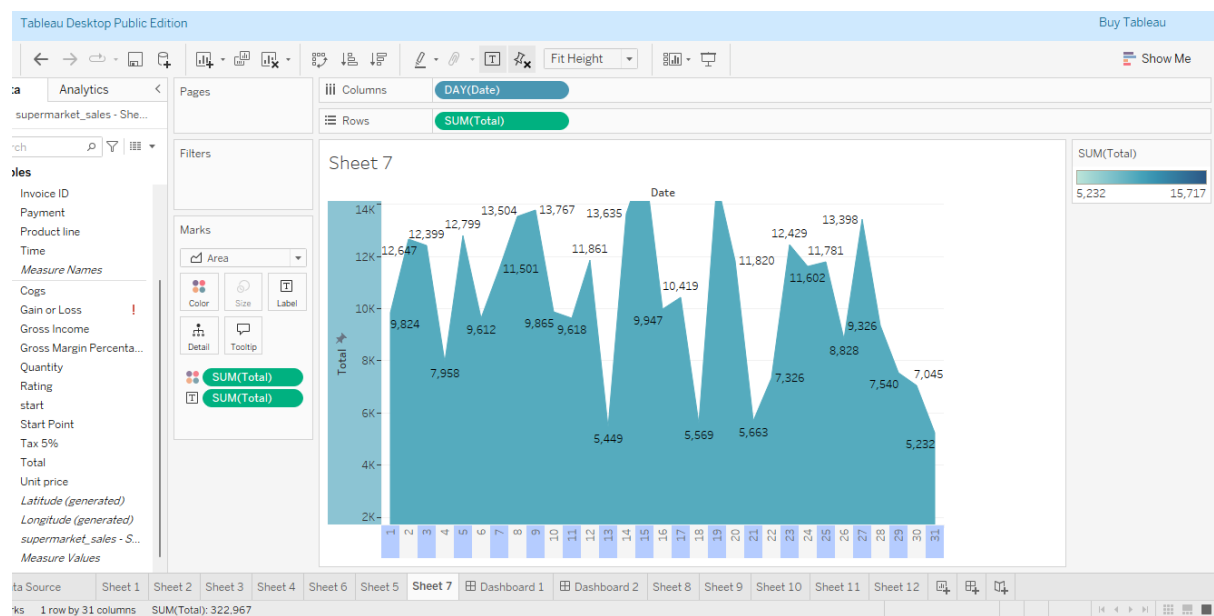 Tableau Desktop Public Edition
Buy Tableau
Fit Height
Show Me
ta Analytics
supermarket_sales - She...
rch
bles
Invoice ID
Payment
Product line
Time
Measure Names
Cogs
Gain or Loss !
Gross Income
Gross Margin Percenta...
Quantity
Rating
start
Start Point
Tax 5%
Total
Unit price
Latitude (generated)
Longitude (generated)
supermarket_sales - S...
Measure Values
Pages
Filters
Marks
Area
Color Size Label
Detail Tooltip
SUM(Total)
T SUM(Total)
Columns DAY(Date)
Rows SUM(Total)
Sheet 7
Date
Total
14K
12K
10K
8K
6K
4K
2K
9,824
12,647
12,399
7,958
12,799
9,612
11,501
13,504
13,767
9,865
9,618
11,861
5,449
13,635
9,947
10,419
5,569
11,820
5,663
7,326
12,429
11,602
11,781
8,828
13,398
9,326
7,540
7,045
5,232
1 2 3 4 5 6 7 8 9 10 11 12 13 14 15 16 17 18 19 20 21 22 23 24 25 26 27 28 29 30 31
SUM(Total)
5,232 15,717
ta Source Sheet 1 Sheet 2 Sheet 3 Sheet 4 Sheet 6 Sheet 5 Sheet 7 Dashboard 1 Dashboard 2 Sheet 8 Sheet 9 Sheet 10 Sheet 11 Sheet 12
rks 1 row by 31 columns SUM(Total): 322,967